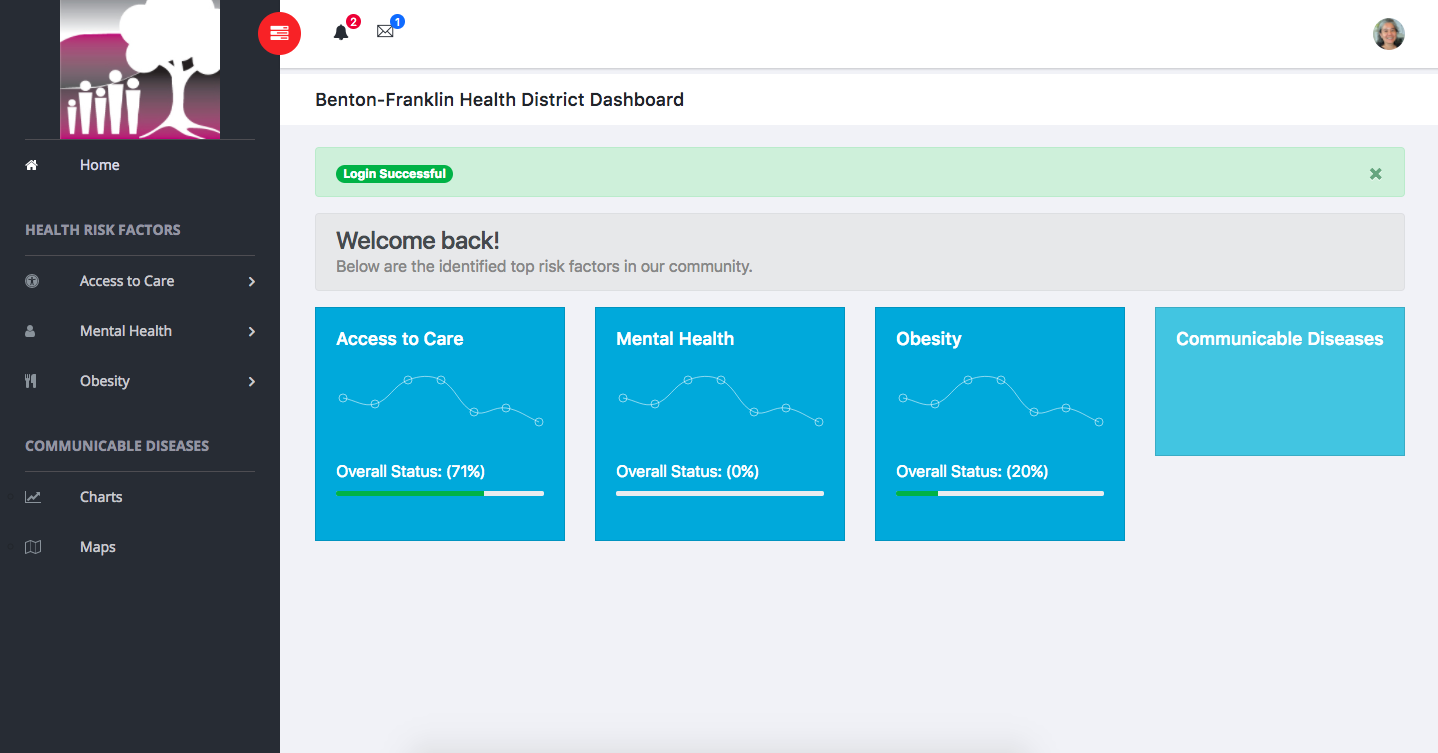 2
1
Benton-Franklin Health District Dashboard
Home
HEALTH RISK FACTORS
Access to Care
Mental Health
Obesity
COMMUNICABLE DISEASES
Charts
Maps
Login Successful
Welcome back!
Below are the identified top risk factors in our community.
Access to Care
Overall Status: (71%)
Mental Health
Overall Status: (0%)
Obesity
Overall Status: (20%)
Communicable Diseases